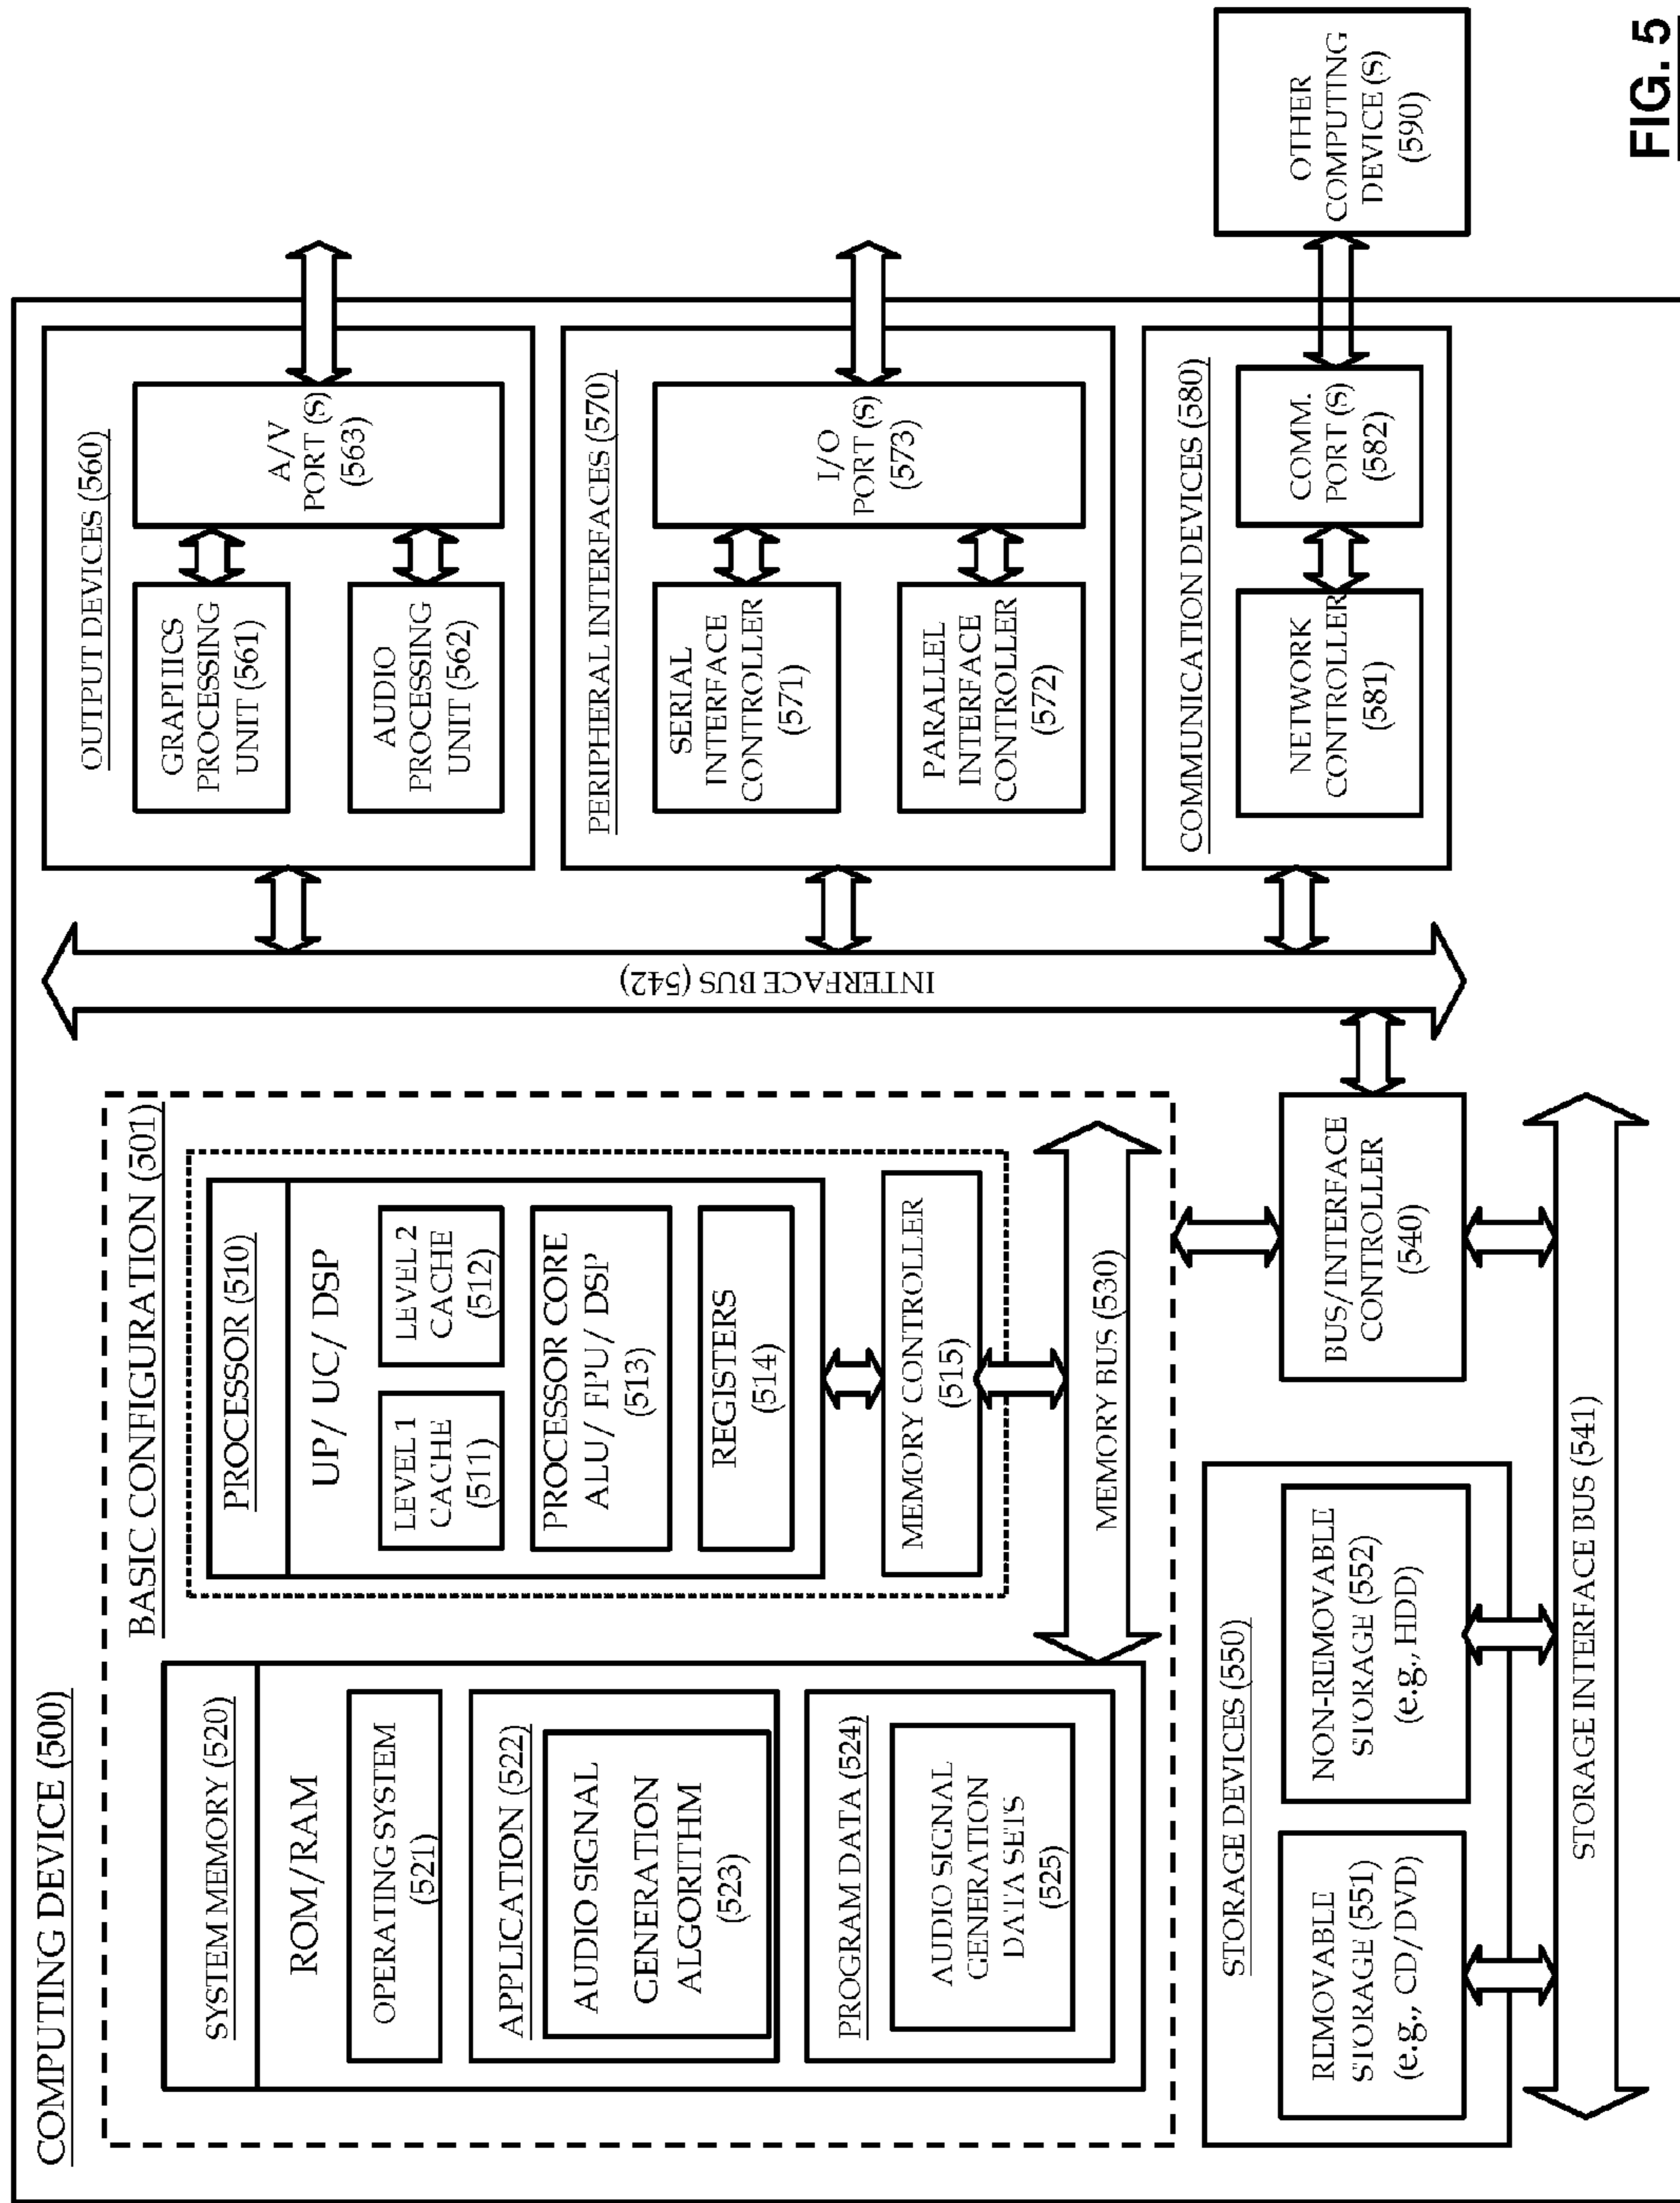 COMPUTING DEVICE (500)
BASIC CONFIGURATION (501)
SYSTEM MEMORY (520)
ROM/RAM
OPERATING SYSTEM
(521)
APPLICATION (522)
AUDIO SIGNAL
GENERATION
ALGORITHM
(523)
PROGRAM DATA (524)
AUDIO SIGNAL
GENERATION
DATA SETS
(525)
PROCESSOR (510)
UP/ UC/ DSP
LEVEL 1
CACHE
(511)
LEVEL 2
CACHE
(512)
PROCESSOR CORE
ALU/ FPU/ DSP
(513)
REGISTERS
(514)
MEMORY CONTROLLER
(515)
MEMORY BUS (530)
BUS/INTERFACE
CONTROLLER
(540)
STORAGE DEVICES (550)
REMOVABLE
STORAGE (551)
(e.g., CD/DVD)
NON-REMOVABLE
STORAGE (552)
(e.g., HDD)
STORAGE INTERFACE BUS (541)
INTERFACE BUS (542)
OUTPUT DEVICES (560)
GRAPHICS
PROCESSING
UNIT (561)
AUDIO
PROCESSING
UNIT (562)
A/V
PORT (S)
(563)
PERIPHERAL INTERFACES (570)
SERIAL
INTERFACE
CONTROLLER
(571)
PARALLEL
INTERFACE
CONTROLLER
(572)
I/O
PORT (S)
(573)
COMMUNICATION DEVICES (580)
NETWORK
CONTROLLER
(581)
COMM.
PORT (S)
(582)
OTHER
COMPUTING
DEVICE (S)
(590)
FIG. 5